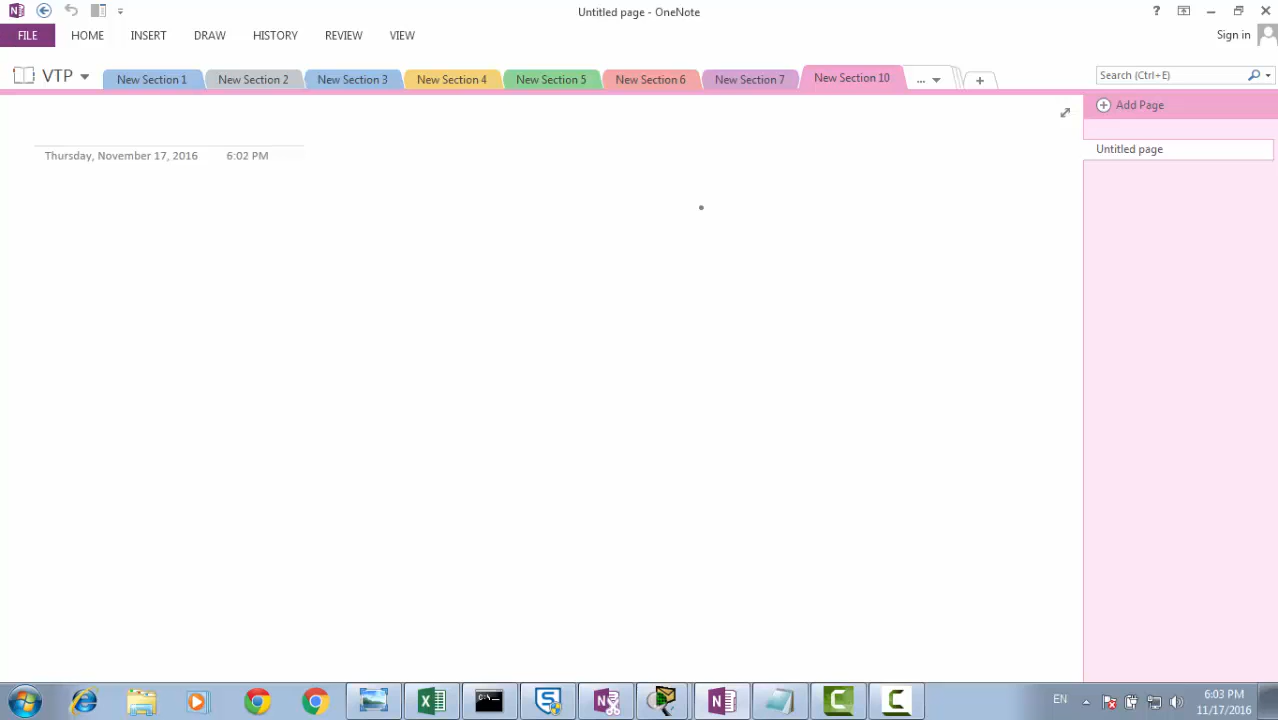 Untitled page - OneNote
?
FILE HOME INSERT DRAW HISTORY REVIEW VIEW
Sign in
VTP New Section 1 New Section 2 New Section 3 New Section 4 New Section 5 New Section 6 New Section 7 New Section 10 ... +
Search (Ctrl+E)
Add Page
Thursday, November 17, 2016 6:02 PM
Untitled page
EN
6:03 PM
11/17/2016